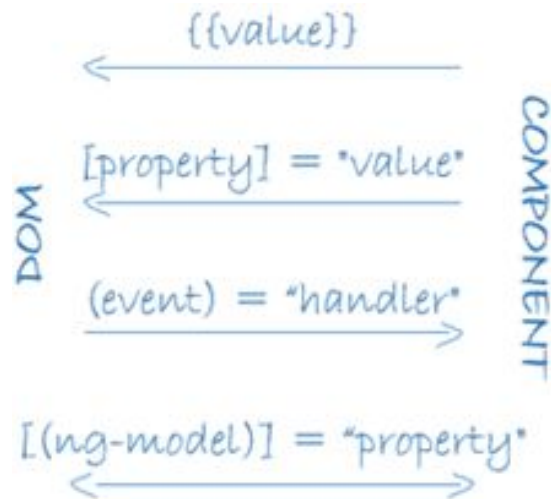 {{value}}
[property] = "value"
DOM
COMPONENT
(event) = "handler"
[(ng-model)] = "property"